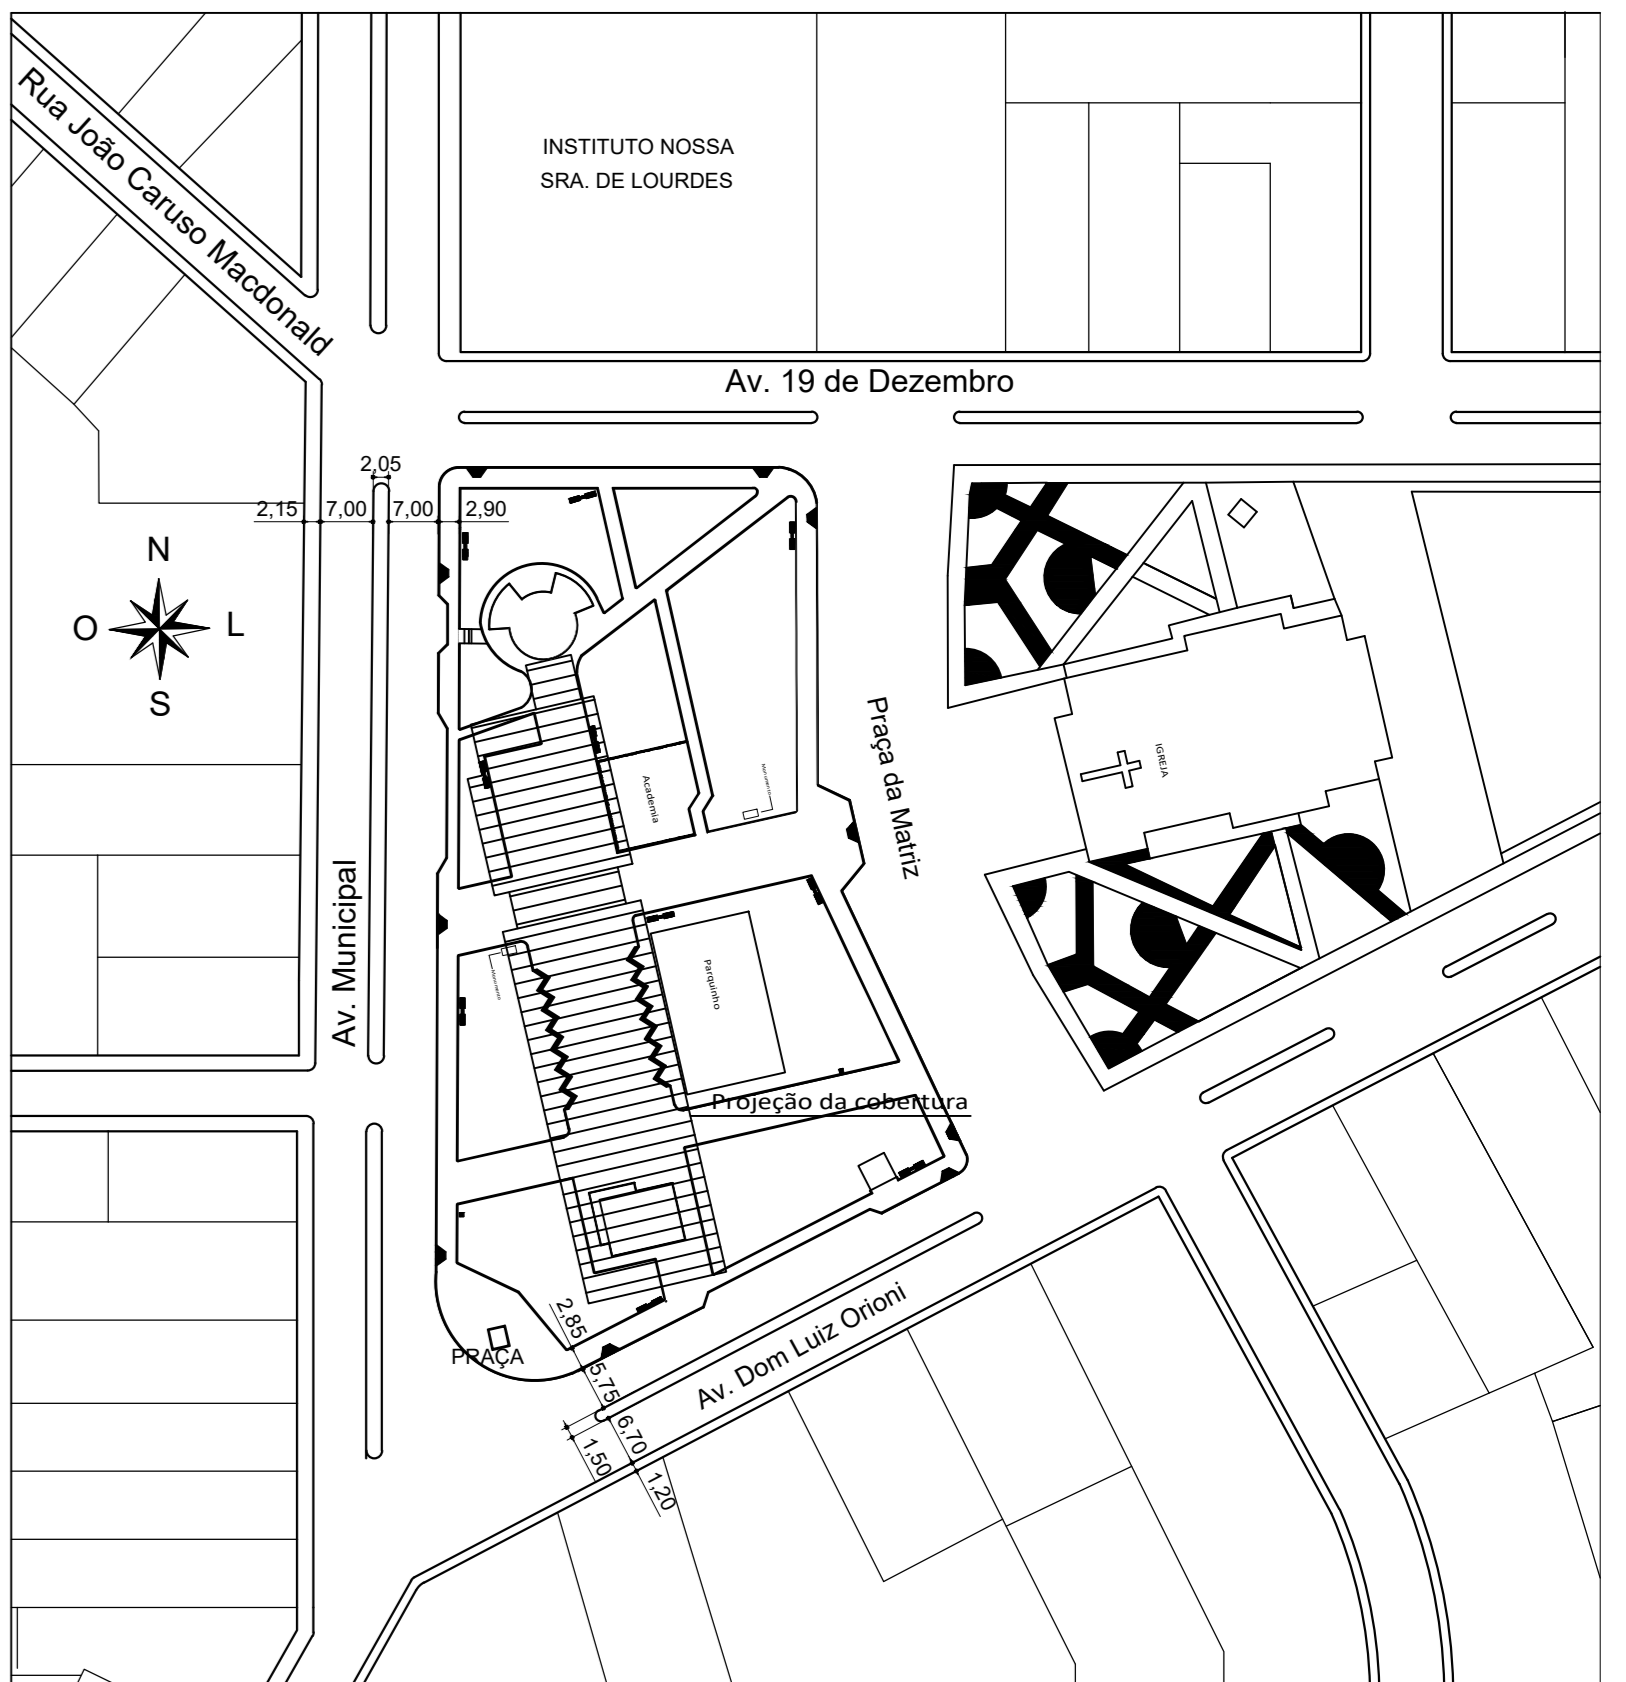 Rua João Caruso Macdonald
INSTITUTO NOSSA
SRA. DE LOURDES
Av. 19 de Dezembro
2,05
2,15
7,00
7,00
2,90
N
O
L
S
Praça da Matriz
IGREJA
Monumento
Academia
Av. Municipal
Monumento
Parquinho
Projeção da cobertura
2,85
PRAÇA
5,75
Av. Dom Luiz Orioni
6,70
1,50
1,20